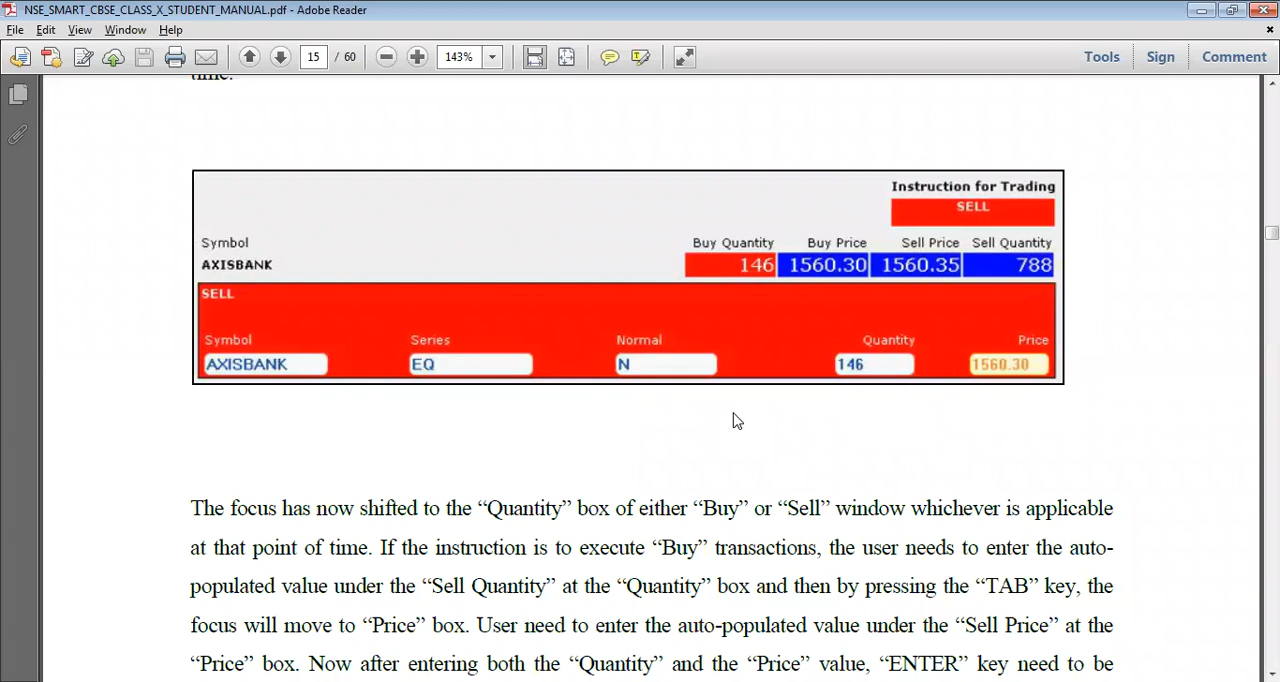 NSE_SMART_CBSE_CLASS_X_STUDENT_MANUAL.pdf - Adobe Reader
File Edit View Window Help
15 / 60 143% Tools Sign Comment
time.
Instruction for Trading
SELL
Symbol Buy Quantity Buy Price Sell Price Sell Quantity
AXISBANK 146 1560.30 1560.35 788
SELL
Symbol Series Normal Quantity Price
AXISBANK EQ N 146 1560.30
The focus has now shifted to the “Quantity” box of either “Buy” or “Sell” window whichever is applicable
at that point of time. If the instruction is to execute “Buy” transactions, the user needs to enter the auto-
populated value under the “Sell Quantity” at the “Quantity” box and then by pressing the “TAB” key, the
focus will move to “Price” box. User need to enter the auto-populated value under the “Sell Price” at the
“Price” box. Now after entering both the “Quantity” and the “Price” value, “ENTER” key need to be